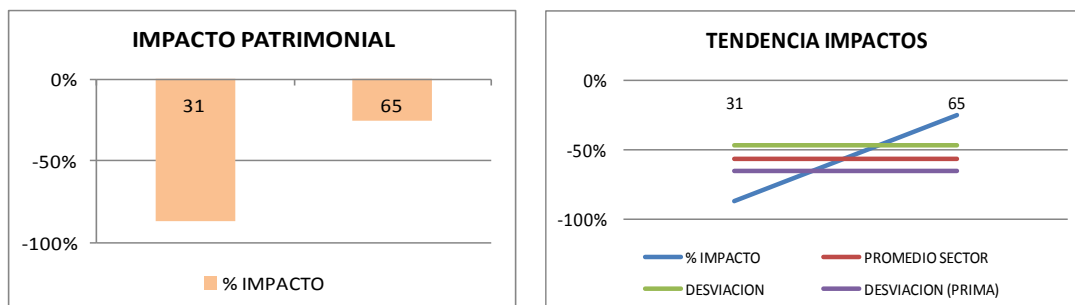 IMPACTO PATRIMONIAL
0%
31
65
-50%
-100%
% IMPACTO
TENDENCIA IMPACTOS
0%
31
65
-50%
-100%
% IMPACTO
PROMEDIO SECTOR
DESVIACION
DESVIACION (PRIMA)